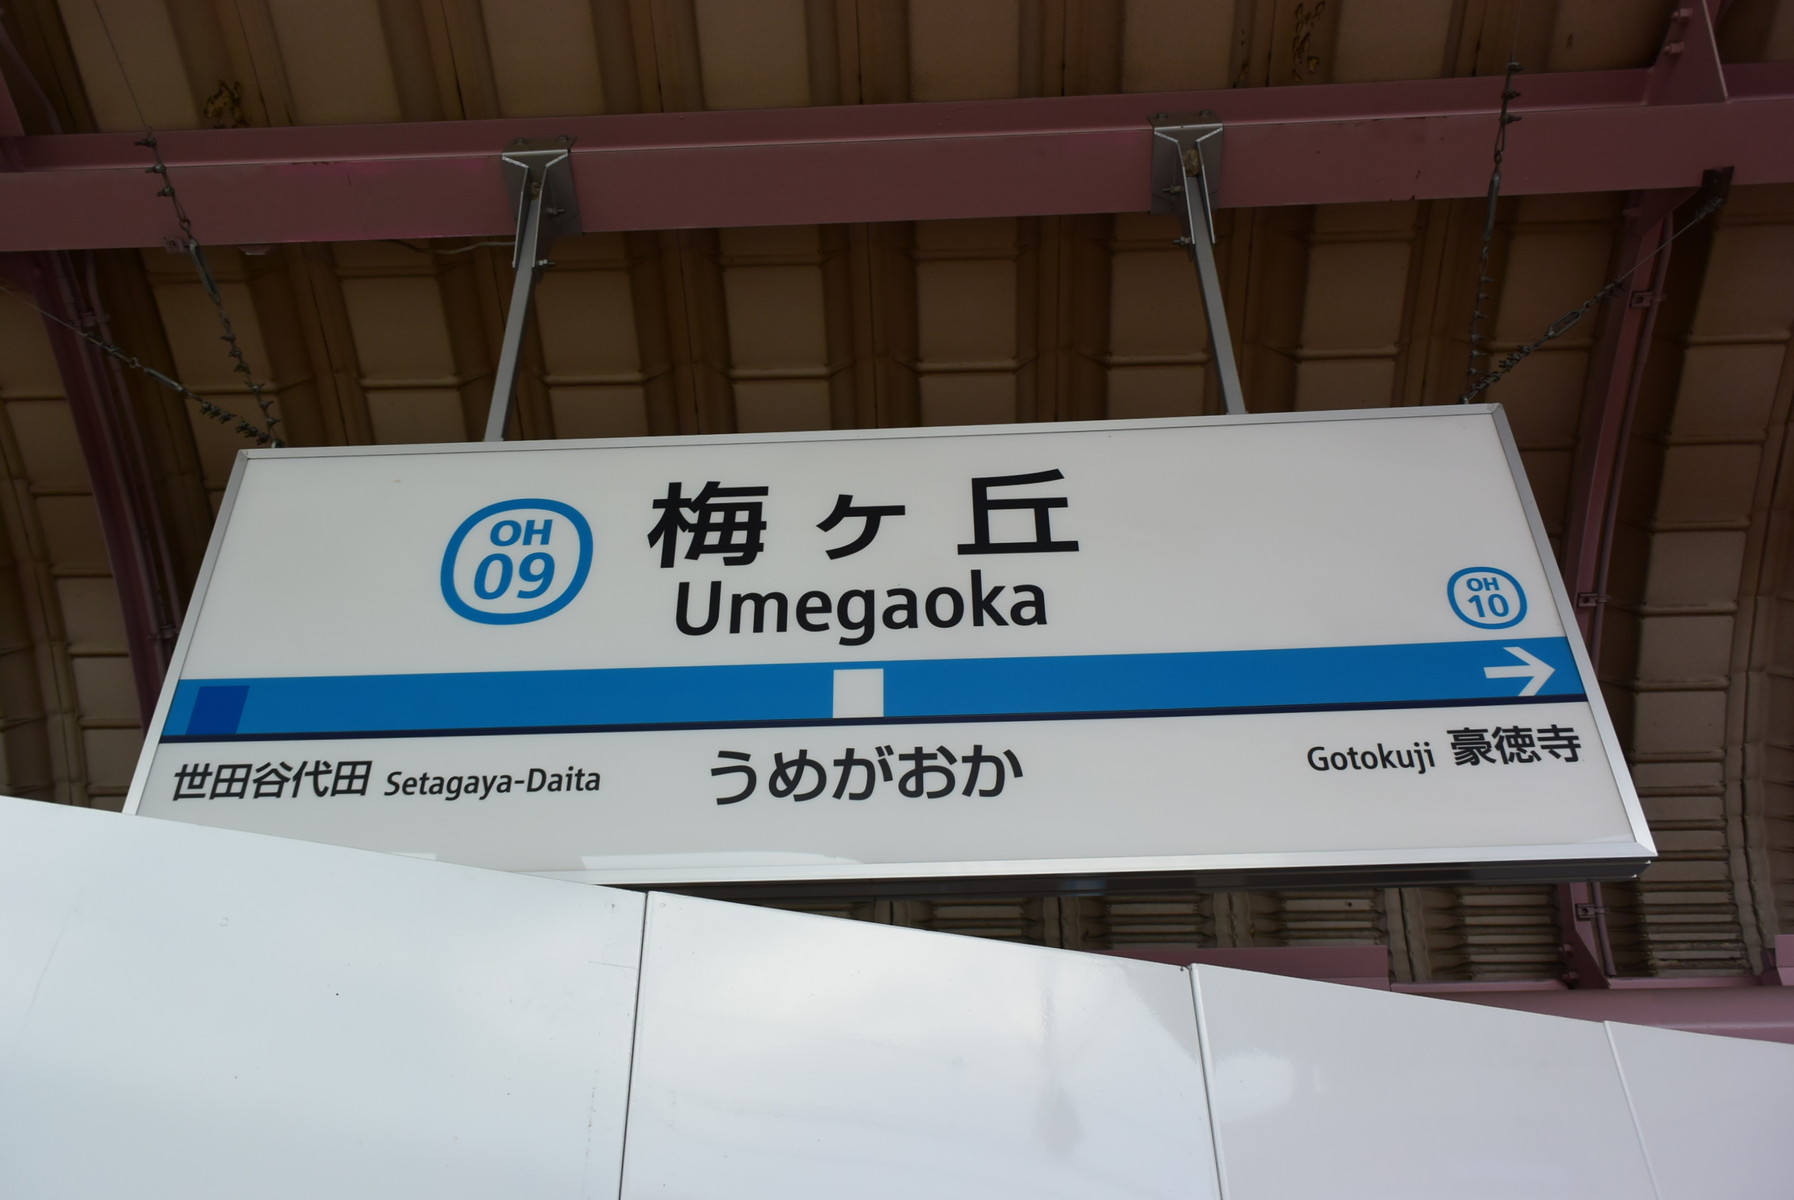 OH
09
梅ヶ丘
Umegaoka
OH
10
世田谷代田 Setagaya-Daita
うめがおか
Gotokuji 豪徳寺